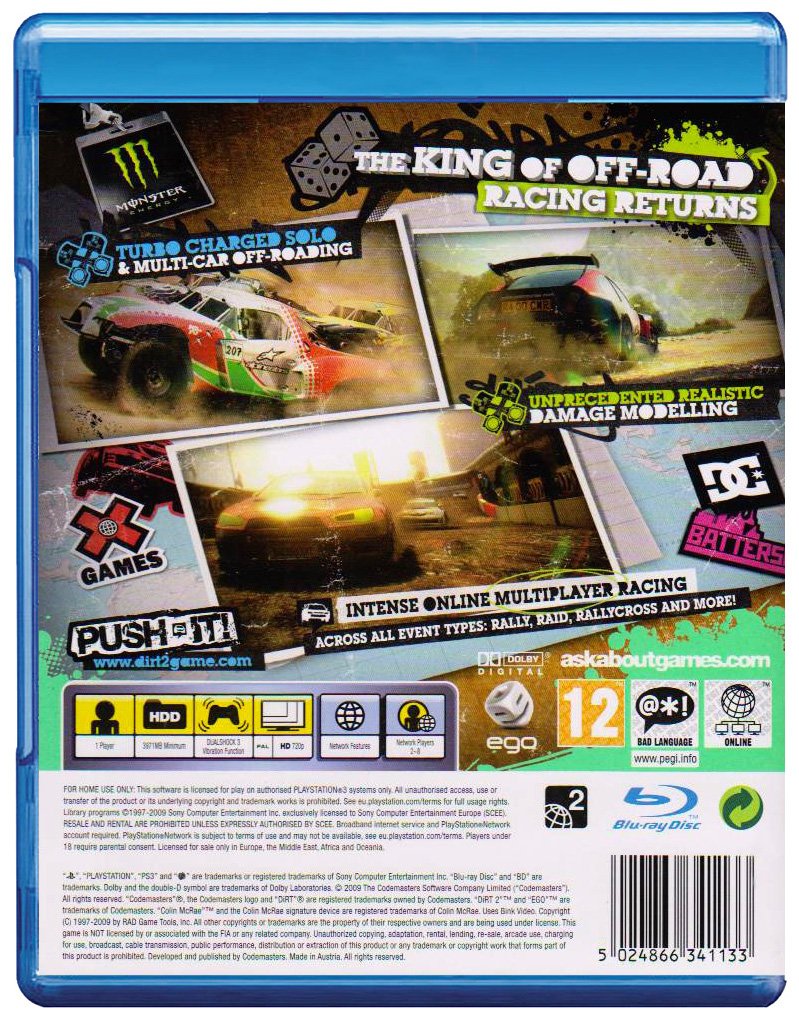 MONSTER
ENERGY
THE KING OF OFF-ROAD
RACING RETURNS
TURBO CHARGED SOLO
& MULTI-CAR OFF-ROADING
207
UNPRECEDENTED REALISTIC
DAMAGE MODELLING
DC
BATTERS
X
GAMES
INTENSE ONLINE MULTIPLAYER RACING
ACROSS ALL EVENT TYPES: RALLY, RAID, RALLYCROSS AND MORE!
PUSH IT!
www.dirt2game.com
DOLBY
DIGITAL
askaboutgames.com
HDD
1 Player
3971MB Minimum
DUALSHOCK 3
Vibration Function
PAL
HD 720p
Network Features
Network Players
2-8
ego
12
@*!
BAD LANGUAGE
ONLINE
www.pegi.info
FOR HOME USE ONLY: This software is licensed for play on authorised PLAYSTATION®3 systems only. All unauthorised access, use or
transfer of the product or its underlying copyright and trademark works is prohibited. See eu.playstation.com/terms for full usage rights.
Library programs ©1997-2009 Sony Computer Entertainment Inc. exclusively licensed to Sony Computer Entertainment Europe (SCEE).
RESALE AND RENTAL ARE PROHIBITED UNLESS EXPRESSLY AUTHORISED BY SCEE. Broadband internet service and PlayStation®Network
account required. PlayStation®Network is subject to terms of use and may not be available, see eu.playstation.com/terms. Players under
18 require parental consent. Licensed for sale only in Europe, the Middle East, Africa and Oceania.
2
Blu-ray Disc
"PLAYSTATION", "PS3" and are trademarks or registered trademarks of Sony Computer Entertainment Inc. "Blu-ray Disc" and "BD" are
trademarks. Dolby and the double-D symbol are trademarks of Dolby Laboratories. © 2009 The Codemasters Software Company Limited ("Codemasters").
All rights reserved. "Codemasters"®, the Codemasters logo and "DiRT"® are registered trademarks owned by Codemasters. "DiRT 2"™ and "EGO"™ are
trademarks of Codemasters. "Colin McRae"™ and the Colin McRae signature device are registered trademarks of Colin McRae. Uses Bink Video. Copyright
(C) 1997-2009 by RAD Game Tools, Inc. All other copyrights or trademarks are the property of their respective owners and are being used under license. This
game is NOT licensed by or associated with the FIA or any related company. Unauthorized copying, adaptation, rental, lending, re-sale, arcade use, charging
for use, broadcast, cable transmission, public performance, distribution or extraction of this product or any trademark or copyright work that forms part of
this product is prohibited. Developed and published by Codemasters. Made in Austria. All rights reserved.
5 024866 341133